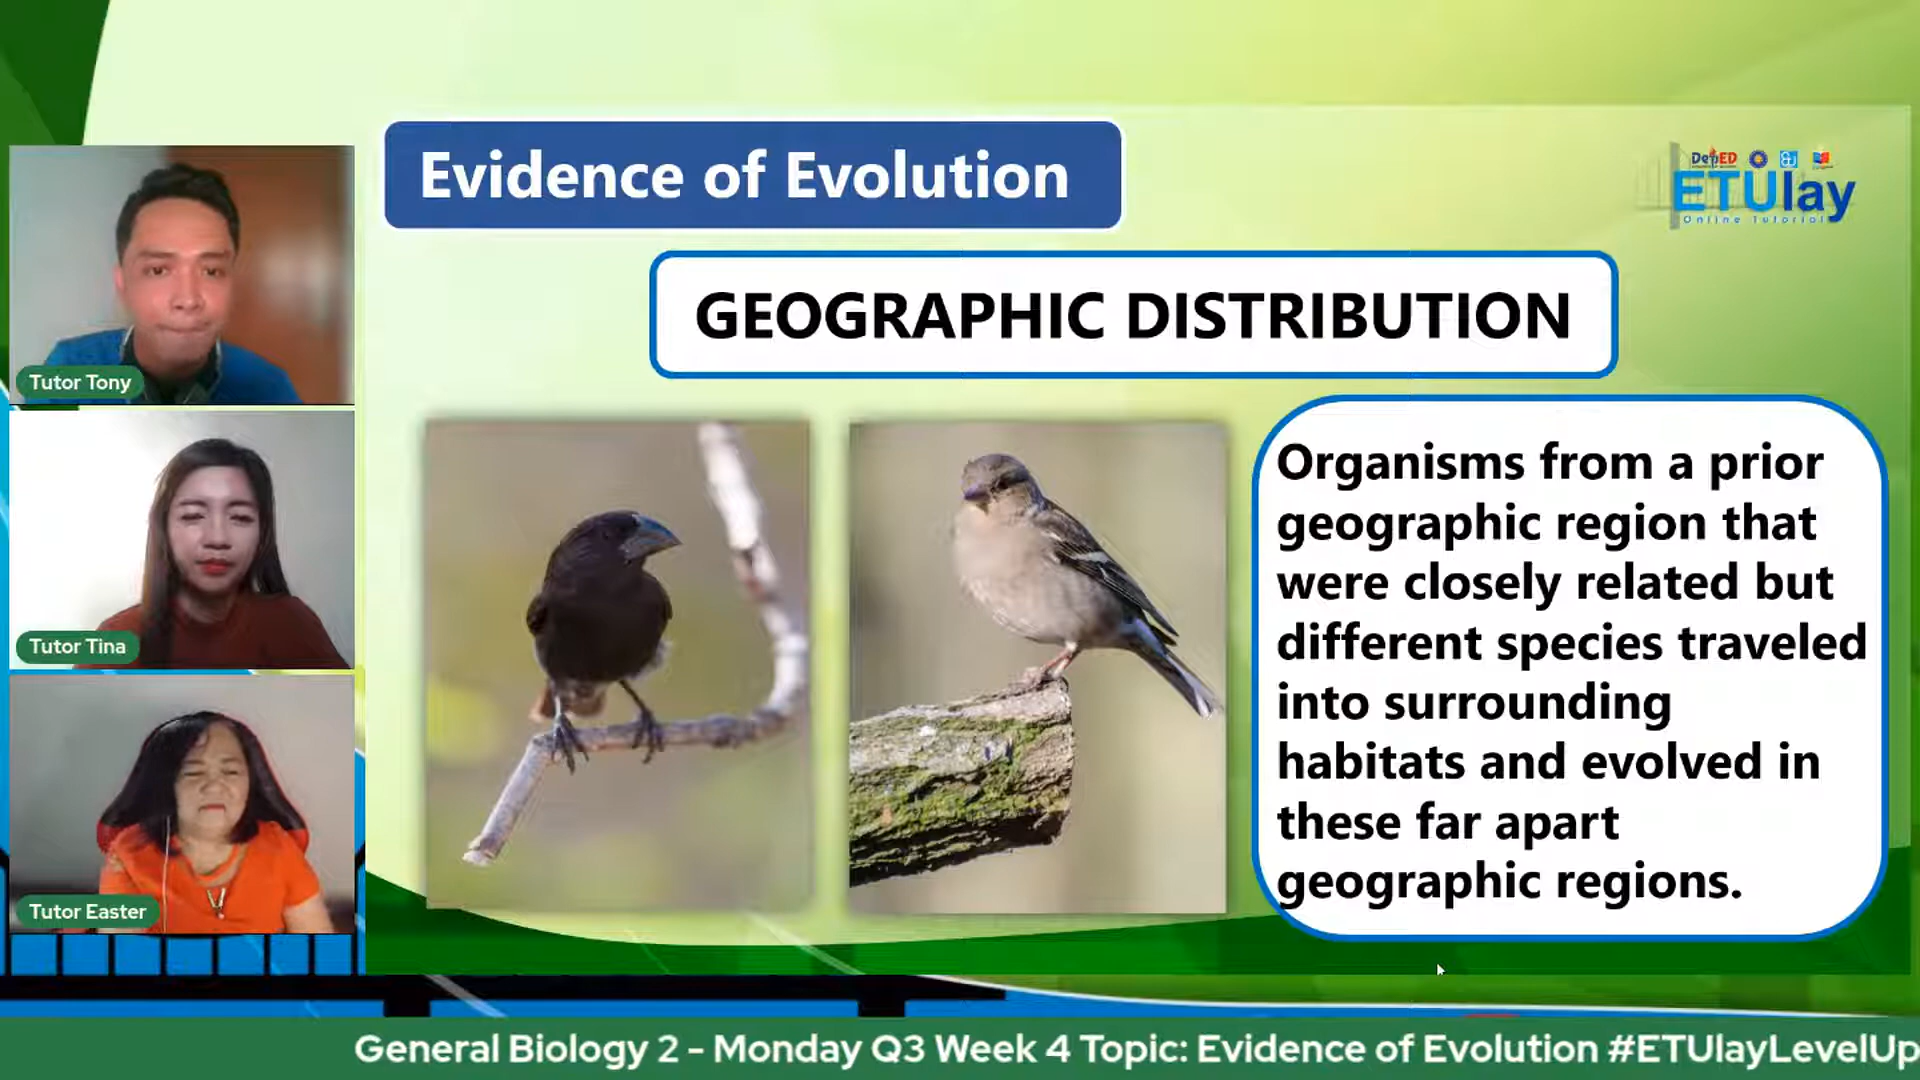 Evidence of Evolution
DepED
ETUlay
Online Tutorial
GEOGRAPHIC DISTRIBUTION
Organisms from a prior
geographic region that
were closely related but
different species traveled
into surrounding
habitats and evolved in
these far apart
geographic regions.
Tutor Tony
Tutor Tina
Tutor Easter
General Biology 2 - Monday Q3 Week 4 Topic: Evidence of Evolution #ETUlayLevelUp